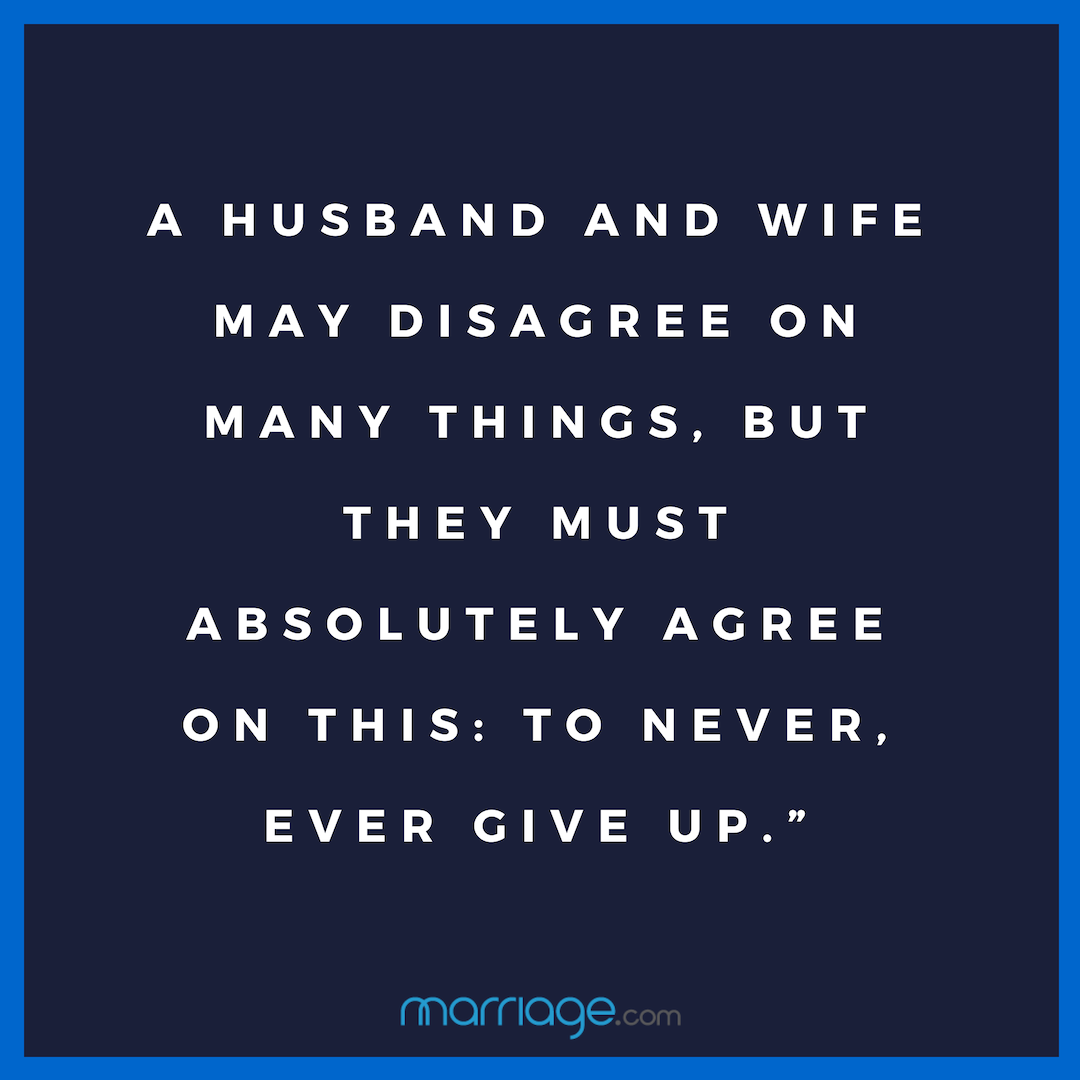 A HUSBAND AND WIFE
MAY DISAGREE ON
MANY THINGS, BUT
THEY MUST
ABSOLUTELY AGREE
ON THIS: TO NEVER,
EVER GIVE UP.”
marriage.com